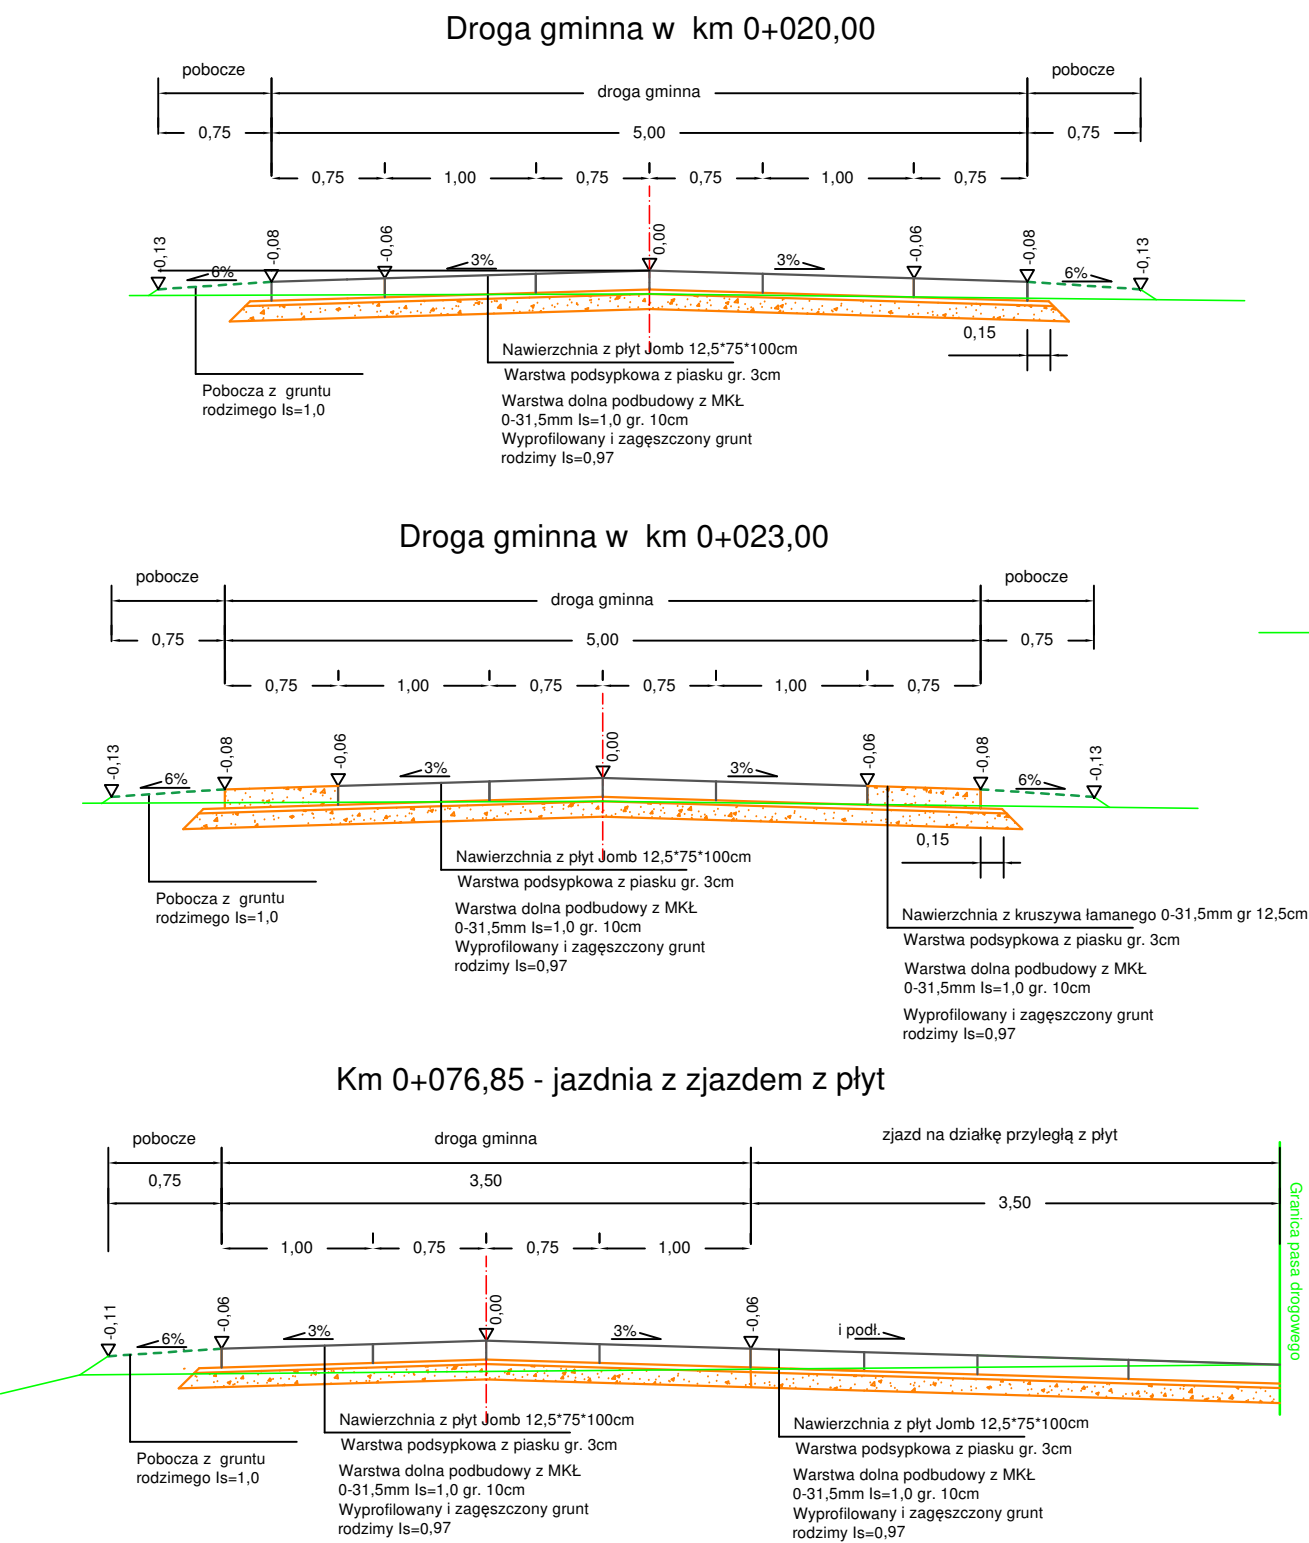 Droga gminna w km 0+020,00
pobocze
pobocze
droga gminna
0,75
5,00
0,75
0,75
1,00
0,75
0,75
1,00
0,75
-0,13
-0,08
-0,06
0,00
-0,06
-0,08
-0,13
6%
3%
3%
6%
0,15
Nawierzchnia z płyt Jomb 12,5*75*100cm
Warstwa podsypkowa z piasku gr. 3cm
Warstwa dolna podbudowy z MKŁ
0-31,5mm Is=1,0 gr. 10cm
Wyprofilowany i zagęszczony grunt
rodzimy Is=0,97
Pobocza z gruntu
rodzimego Is=1,0
Droga gminna w km 0+023,00
pobocze
pobocze
droga gminna
0,75
5,00
0,75
0,75
1,00
0,75
0,75
1,00
0,75
-0,13
-0,08
-0,06
0,00
-0,06
-0,08
-0,13
6%
3%
3%
6%
0,15
Nawierzchnia z płyt Jomb 12,5*75*100cm
Warstwa podsypkowa z piasku gr. 3cm
Warstwa dolna podbudowy z MKŁ
0-31,5mm Is=1,0 gr. 10cm
Wyprofilowany i zagęszczony grunt
rodzimy Is=0,97
Pobocza z gruntu
rodzimego Is=1,0
Nawierzchnia z kruszywa łamanego 0-31,5mm gr 12,5cm
Warstwa podsypkowa z piasku gr. 3cm
Warstwa dolna podbudowy z MKŁ
0-31,5mm Is=1,0 gr. 10cm
Wyprofilowany i zagęszczony grunt
rodzimy Is=0,97
Km 0+076,85 - jazdnia z zjazdem z płyt
pobocze
droga gminna
zjazd na działkę przyległą z płyt
0,75
3,50
3,50
1,00
0,75
0,75
1,00
Granica pasa drogowego
-0,11
-0,06
0,00
-0,06
6%
3%
3%
i podł.
Nawierzchnia z płyt Jomb 12,5*75*100cm
Warstwa podsypkowa z piasku gr. 3cm
Warstwa dolna podbudowy z MKŁ
0-31,5mm Is=1,0 gr. 10cm
Wyprofilowany i zagęszczony grunt
rodzimy Is=0,97
Pobocza z gruntu
rodzimego Is=1,0
Nawierzchnia z płyt Jomb 12,5*75*100cm
Warstwa podsypkowa z piasku gr. 3cm
Warstwa dolna podbudowy z MKŁ
0-31,5mm Is=1,0 gr. 10cm
Wyprofilowany i zagęszczony grunt
rodzimy Is=0,97